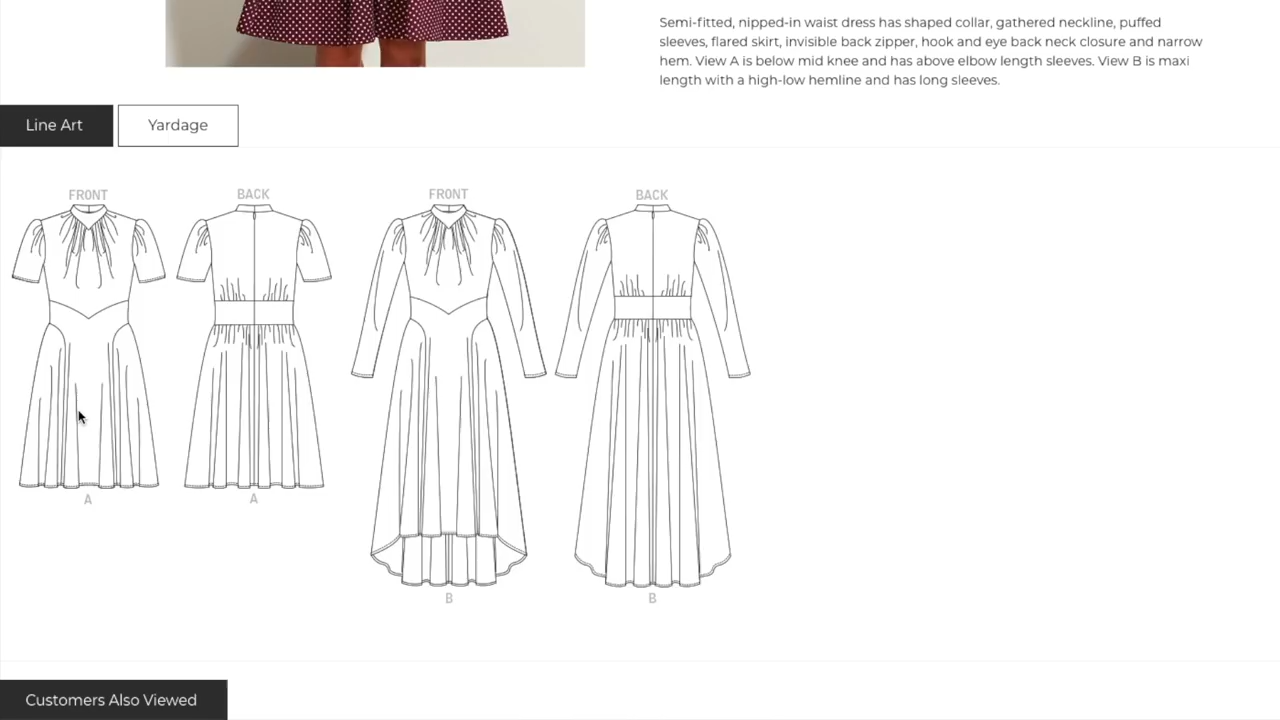 Semi-fitted, nipped-in waist dress has shaped collar, gathered neckline, puffed
sleeves, flared skirt, invisible back zipper, hook and eye back neck closure and narrow
hem. View A is below mid knee and has above elbow length sleeves. View B is maxi
length with a high-low hemline and has long sleeves.
Line Art
Yardage
FRONT
BACK
FRONT
BACK
A
A
B
B
Customers Also Viewed